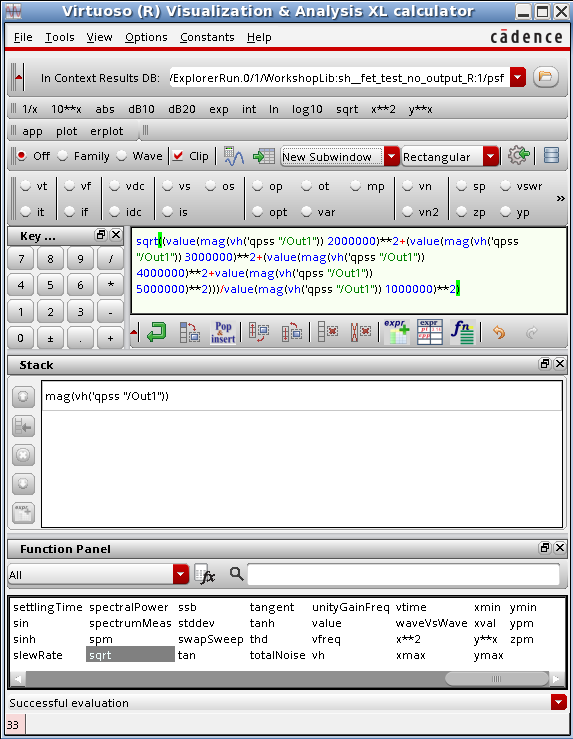 Virtuoso (R) Visualization & Analysis XL calculator
File Tools View Options Constants Help cādence
In Context Results DB: /ExplorerRun.0/1/WorkshopLib:sh__fet_test_no_output_R:1/psf
1/x 10**x abs dB10 dB20 exp int ln log10 sqrt x**2 y**x
app plot erplot
Off Family Wave Clip New Subwindow Rectangular
vt vf vdc vs os op ot mp vn sp vswr »
it if idc is opt var vn2 zp yp
Key ...
7 8 9 /
4 5 6 *
1 2 3 -
0 ± . +
sqrt((value(mag(vh('qpss "/Out1")) 2000000)**2+(value(mag(vh('qpss
"/Out1")) 3000000)**2+(value(mag(vh('qpss "/Out1"))
4000000)**2+value(mag(vh('qpss "/Out1"))
5000000)**2)))/value(mag(vh('qpss "/Out1")) 1000000)**2)
Pop & insert expr expr fn
Stack
mag(vh('qpss "/Out1"))
expr
Function Panel
All fx
settlingTime spectralPower ssb tangent unityGainFreq vtime xmin ymin
sin spectrumMeas stddev tanh value waveVsWave xval ypm
sinh spm swapSweep thd vfreq x**2 y**x zpm
slewRate sqrt tan totalNoise vh xmax ymax
Successful evaluation
33